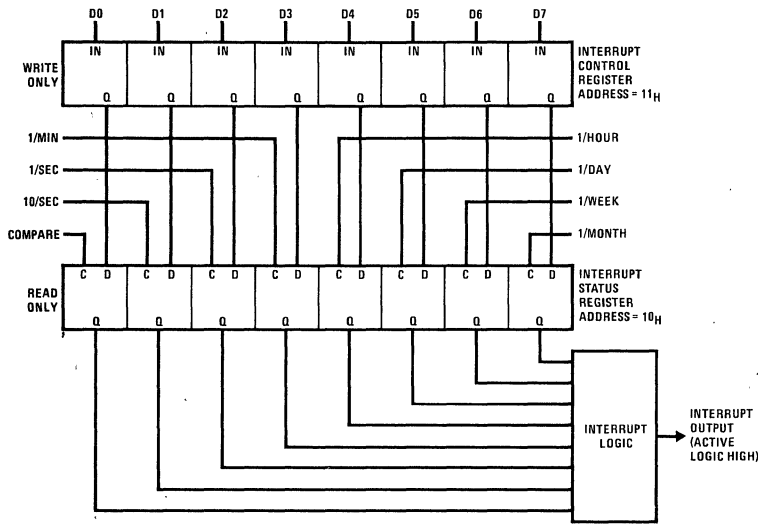 D0 D1 D2 D3 D4 D5 D6 D7
IN IN IN IN IN IN IN IN
WRITE
ONLY
INTERRUPT
CONTROL
REGISTER
ADDRESS = 11H
Q Q Q Q Q Q Q Q
1/MIN 1/HOUR
1/SEC 1/DAY
10/SEC 1/WEEK
COMPARE 1/MONTH
C D C D C D C D C D C D C D C D
READ
ONLY
INTERRUPT
STATUS
REGISTER
ADDRESS = 10H
Q Q Q Q Q Q Q Q
INTERRUPT
LOGIC
INTERRUPT
OUTPUT
(ACTIVE
LOGIC HIGH)